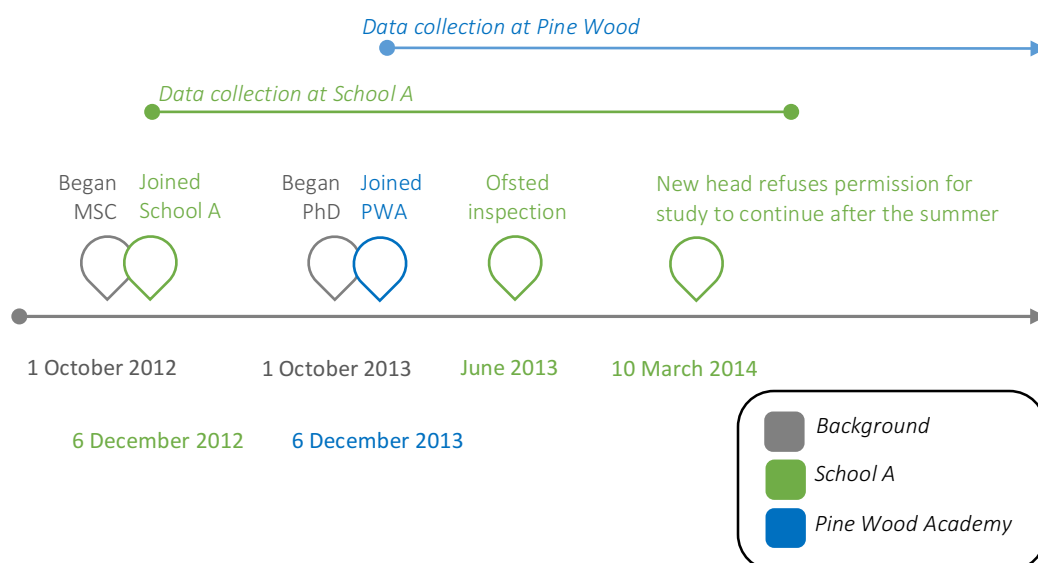 Data collection at Pine Wood
Data collection at School A
Began
MSC
Joined
School A
Began
PhD
Joined
PWA
Ofsted
inspection
New head refuses permission for
study to continue after the summer
1 October 2012
1 October 2013
June 2013
10 March 2014
6 December 2012
6 December 2013
Background
School A
Pine Wood Academy